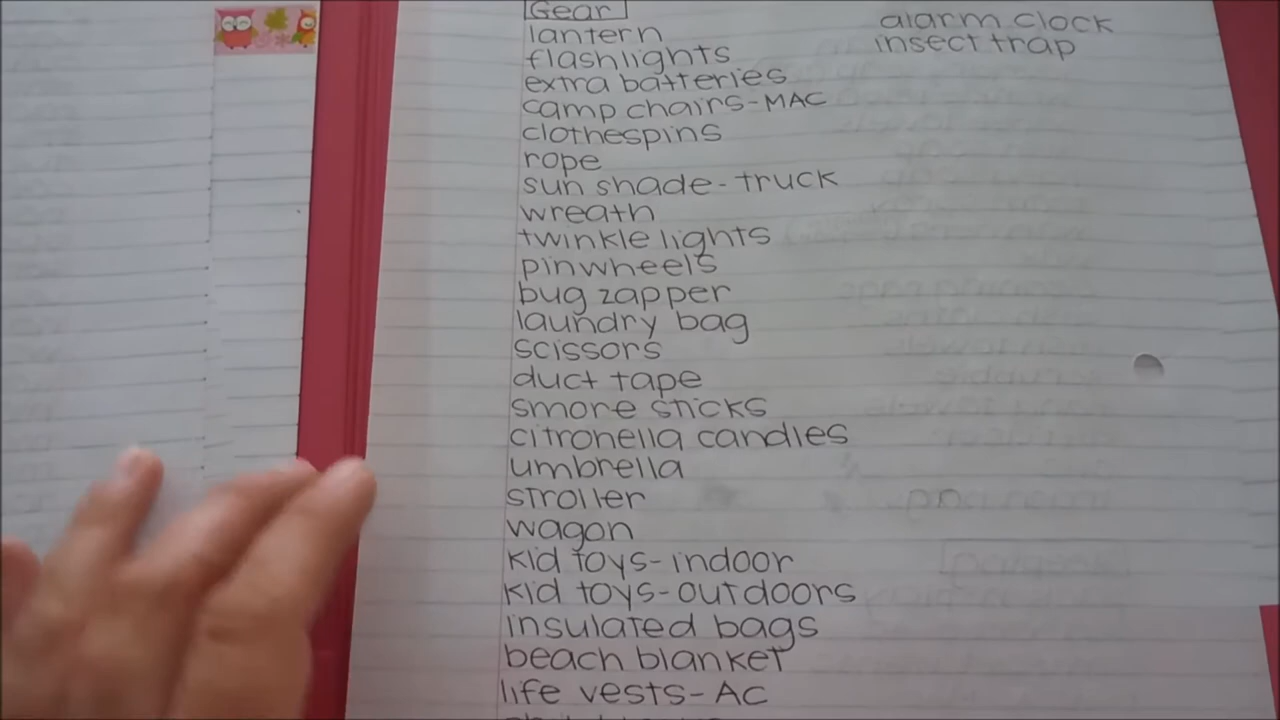 Gear
lantern
flashlights
extra batteries
camp chairs-MAC
clothespins
rope
sun shade-truck
wreath
twinkle lights
pinwheels
bug zapper
laundry bag
scissors
duct tape
smore sticks
citronella candles
umbrella
stroller
wagon
kid toys-indoor
kid toys-outdoors
insulated bags
beach blanket
life vests-AC
alarm clock
insect trap